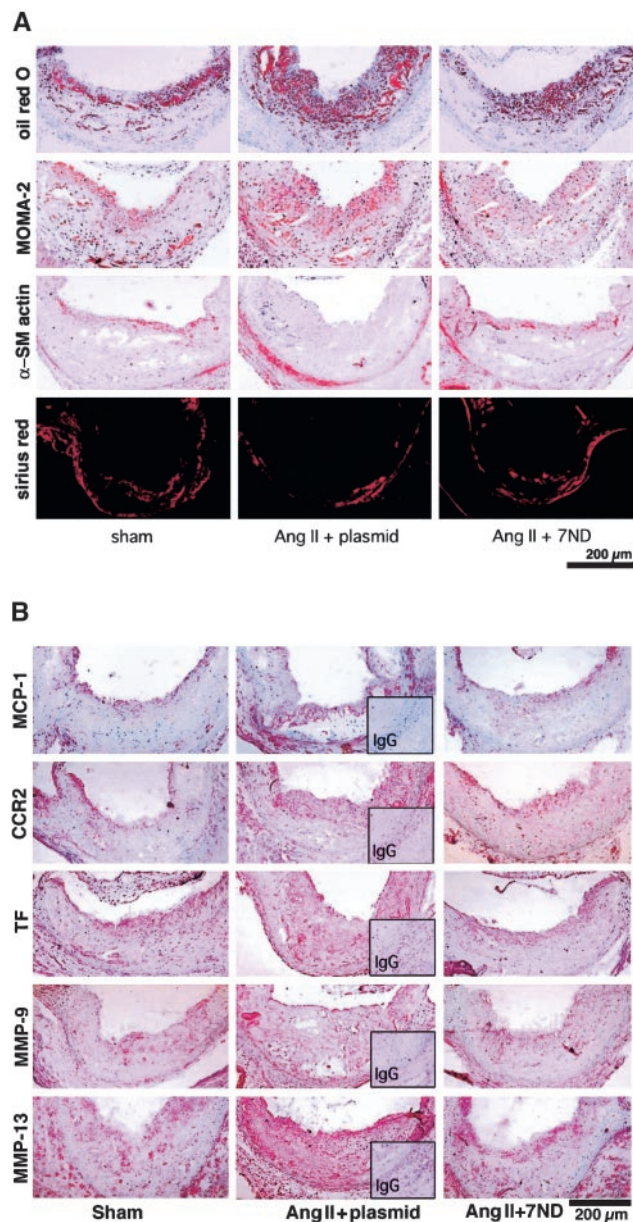 A
oil red O
MOMA-2
α–SM actin
sirius red
sham
Ang II + plasmid
Ang II + 7ND
200 µm
B
MCP-1
IgG
CCR2
IgG
TF
IgG
MMP-9
IgG
MMP-13
IgG
Sham
Ang II+plasmid
Ang II+7ND
200 µm